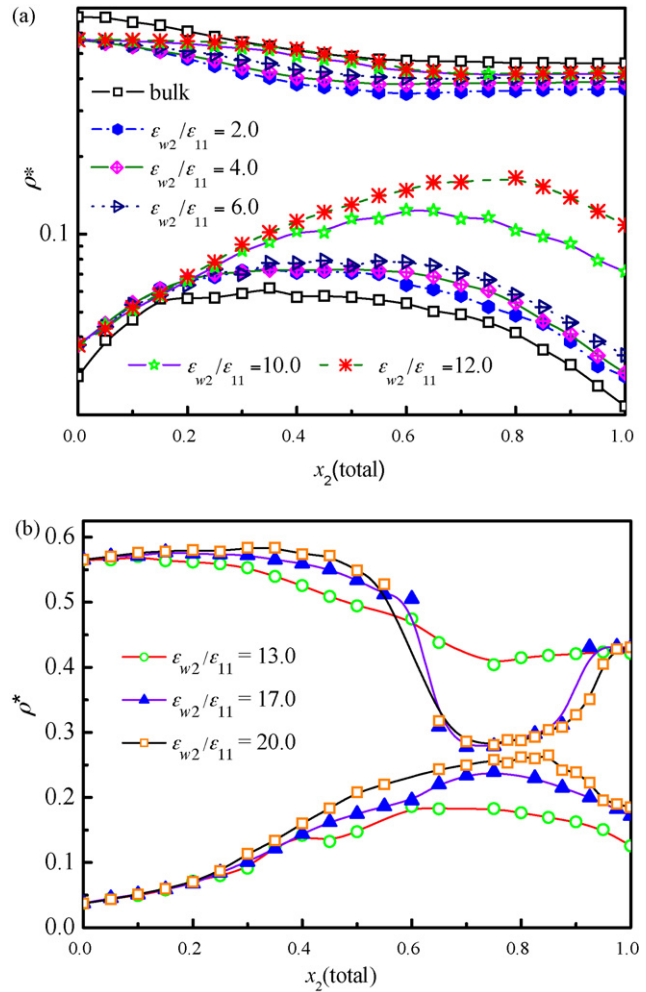 (a)
bulk
ε_w2/ε_11 = 2.0
ε_w2/ε_11 = 4.0
ε_w2/ε_11 = 6.0
ε_w2/ε_11 = 10.0
ε_w2/ε_11 = 12.0
ρ*
0.1
0.0 0.2 0.4 0.6 0.8 1.0
x_2(total)
(b)
0.6
0.5
0.4
0.3
0.2
0.1
0.0
ρ*
ε_w2/ε_11 = 13.0
ε_w2/ε_11 = 17.0
ε_w2/ε_11 = 20.0
0.0 0.2 0.4 0.6 0.8 1.0
x_2(total)